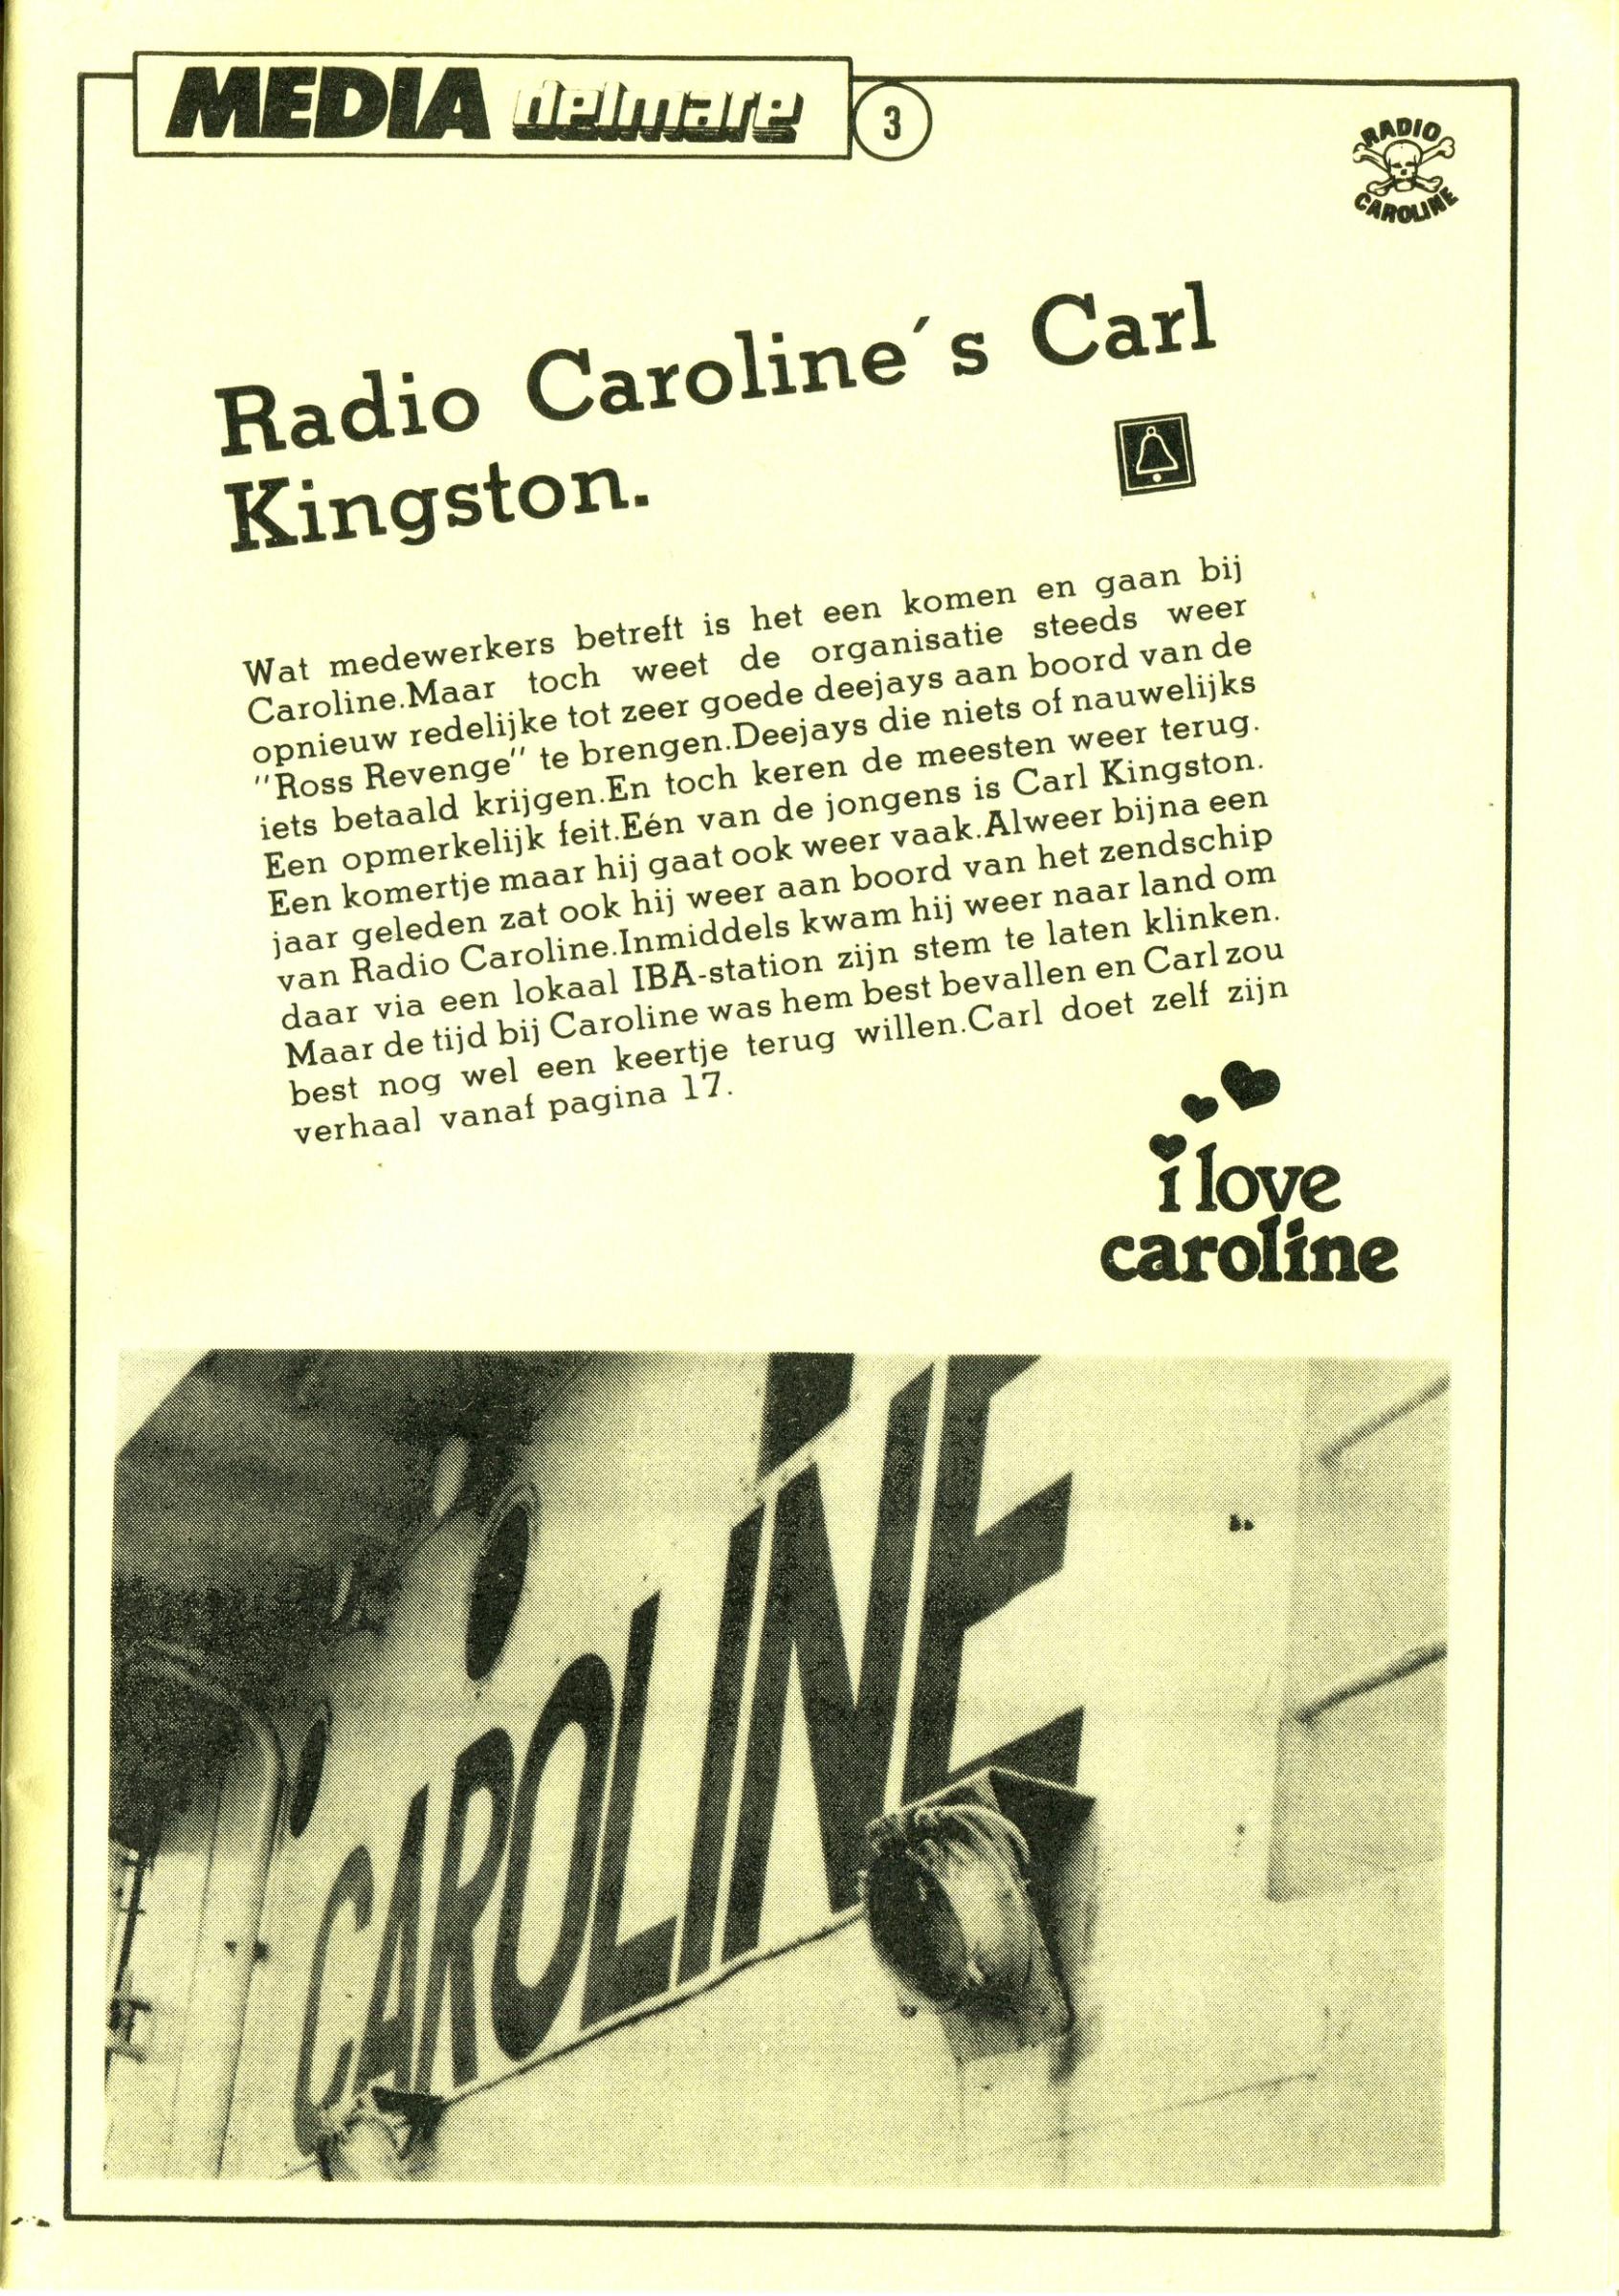 MEDIA delmare
3
RADIO
CAROLINE
Radio Caroline´s Carl
Kingston.
Wat medewerkers betreft is het een komen en gaan bij
Caroline.Maar toch weet de organisatie steeds weer
opnieuw redelijke tot zeer goede deejays aan boord van de
"Ross Revenge" te brengen.Deejays die niets of nauwelijks
iets betaald krijgen.En toch keren de meesten weer terug.
Een opmerkelijk feit.Eén van de jongens is Carl Kingston.
Een komertje maar hij gaat ook weer vaak.Alweer bijna een
jaar geleden zat ook hij weer aan boord van het zendschip
van Radio Caroline.Inmiddels kwam hij weer naar land om
daar via een lokaal IBA-station zijn stem te laten klinken.
Maar de tijd bij Caroline was hem best bevallen en Carl zou
best nog wel een keertje terug willen.Carl doet zelf zijn
verhaal vanaf pagina 17.
i love
caroline
CAROLINE